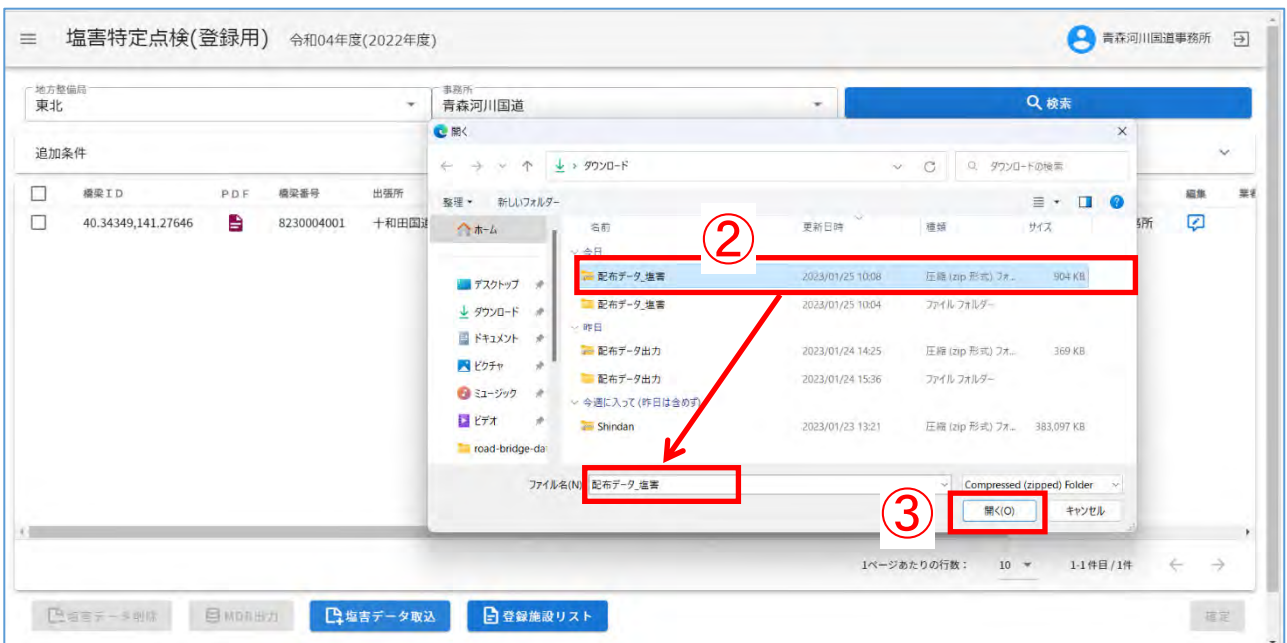 塩害特定点検(登録用) 令和04年度(2022年度)
青森河川国道事務所
地方整備局
東北
事務所
青森河川国道
検索
追加条件
橋梁ID PDF 橋梁番号 出張所
編集
40.34349,141.27646 8230004001 十和田国道
務所
開く
ダウンロード
ダウンロードの検索
整理 新しいフォルダー
ホーム
デスクトップ
ダウンロード
ドキュメント
ピクチャ
ミュージック
ビデオ
road-bridge-da
名前 更新日時 種類 サイズ
②
今日
配布データ_塩害 2023/01/25 10:08 圧縮 (zip 形式) フォ... 904 KB
配布データ_塩害 2023/01/25 10:04 ファイル フォルダー
昨日
配布データ出力 2023/01/24 14:25 圧縮 (zip 形式) フォ... 369 KB
配布データ出力 2023/01/24 15:36 ファイル フォルダー
今週に入って (昨日は含めず)
Shindan 2023/01/23 13:21 圧縮 (zip 形式) フォ... 383,097 KB
ファイル名(N) 配布データ_塩害
Compressed (zipped) Folder
③
開く(O) キャンセル
1ページあたりの行数： 10 1-1件目/1件
塩害データ削除 MDB出力 塩害データ取込 登録施設リスト 確定